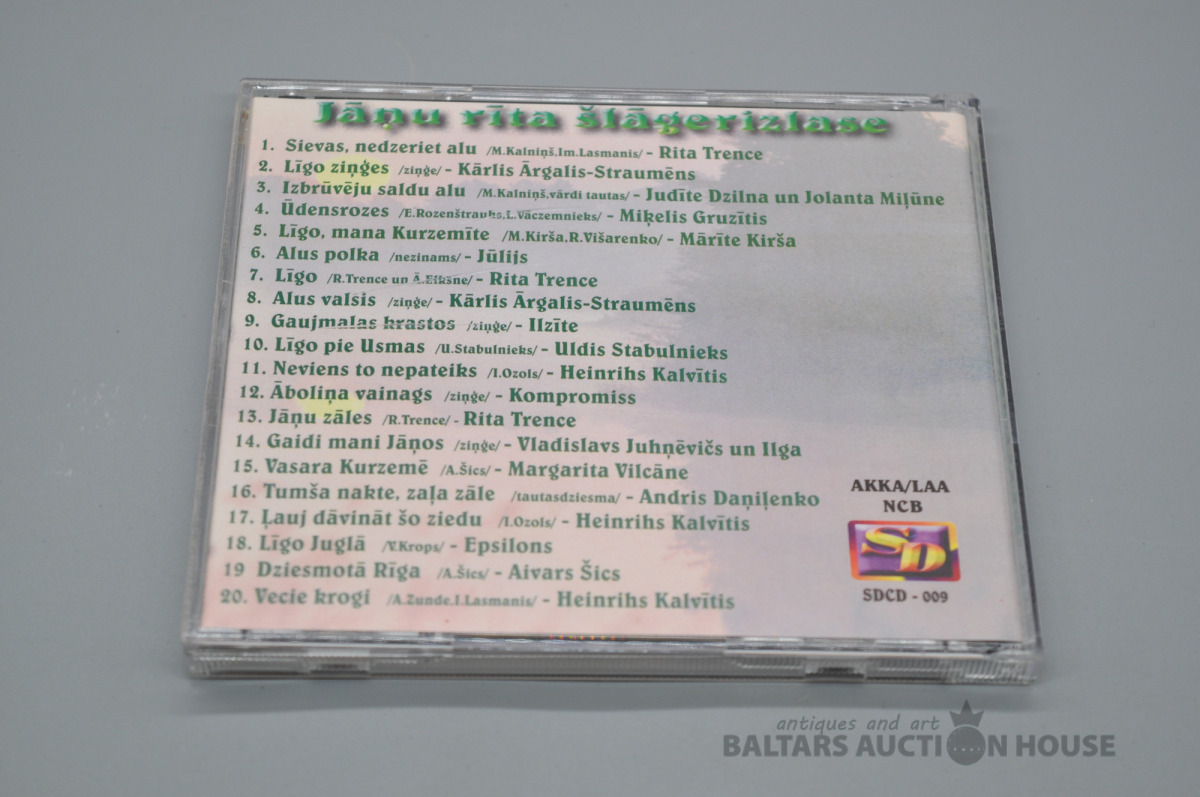 Jāņu rīta šlāgerizlase
1. Sievas, nedzeriet alu /M.Kalniņš,Im.Lasmanis/ - Rita Trence
2. Līgo ziņģes /ziņģe/ - Kārlis Ārgalis-Straumēns
3. Izbrūvēju saldu alu /M.Kalniņš,vārdi tautas/ - Judīte Dzilna un Jolanta Miļūne
4. Ūdensrozes /E.Rozenštrauhs,L.Vāczemnieks/ - Miķelis Gruzītis
5. Līgo, mana Kurzemīte /M.Kirša,R.Višarenko/ - Mārīte Kirša
6. Alus polka /nezinams/ - Jūlijs
7. Līgo /R.Trence un Ā.Elksne/ - Rita Trence
8. Alus valsis /ziņģe/ - Kārlis Ārgalis-Straumēns
9. Gaujmalas krastos /ziņģe/ - Ilzīte
10. Līgo pie Usmas /U.Stabulnieks/ - Uldis Stabulnieks
11. Neviens to nepateiks /I.Ozols/ - Heinrihs Kalvītis
12. Āboliņa vainags /ziņģe/ - Kompromiss
13. Jāņu zāles /R.Trence/ - Rita Trence
14. Gaidi mani Jāņos /ziņģe/ - Vladislavs Juhņēvičs un Ilga
15. Vasara Kurzemē /A.Šics/ - Margarita Vilcāne
16. Tumša nakte, zaļa zāle /tautasdziesma/ - Andris Daņiļenko
17. Ļauj dāvināt šo ziedu /I.Ozols/ - Heinrihs Kalvītis
18. Līgo Juglā /V.Krops/ - Epsilons
19 Dziesmotā Rīga /A.Šics/ - Aivars Šics
20. Vecie krogi /A.Zunde,I.Lasmanis/ - Heinrihs Kalvītis
AKKA/LAA
NCB
SD
SDCD - 009
antiques and art
BALTARS AUCTION HOUSE